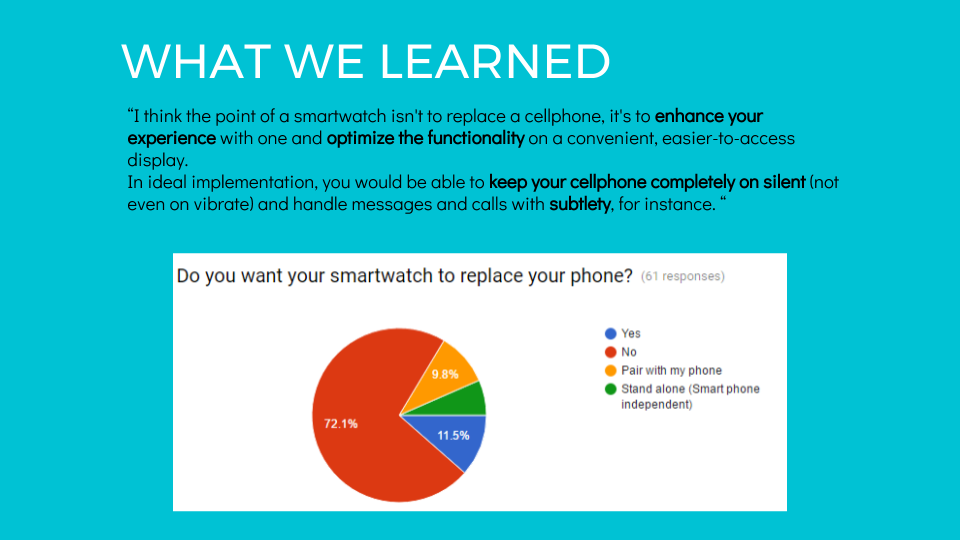 WHAT WE LEARNED
“I think the point of a smartwatch isn't to replace a cellphone, it's to enhance your
experience with one and optimize the functionality on a convenient, easier-to-access
display.
In ideal implementation, you would be able to keep your cellphone completely on silent (not
even on vibrate) and handle messages and calls with subtlety, for instance. “
Do you want your smartwatch to replace your phone? (61 responses)
Yes
No
Pair with my phone
Stand alone (Smart phone
independent)
9.8%
72.1%
11.5%